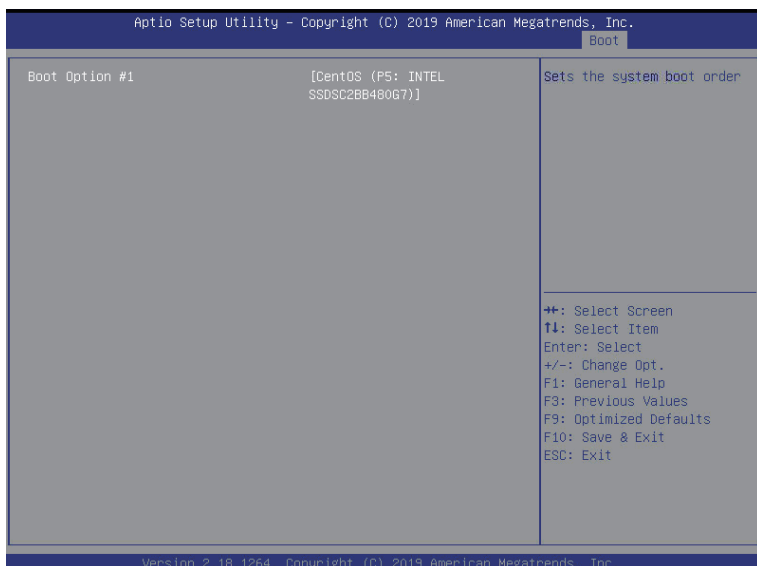 Aptio Setup Utility – Copyright (C) 2019 American Megatrends, Inc.
Boot
Boot Option #1 [CentOS (P5: INTEL
SSDSC2BB480G7)]
Sets the system boot order
→←: Select Screen
↑↓: Select Item
Enter: Select
+/-: Change Opt.
F1: General Help
F3: Previous Values
F9: Optimized Defaults
F10: Save & Exit
ESC: Exit
Version 2.18.1264. Copyright (C) 2019 American Megatrends, Inc.